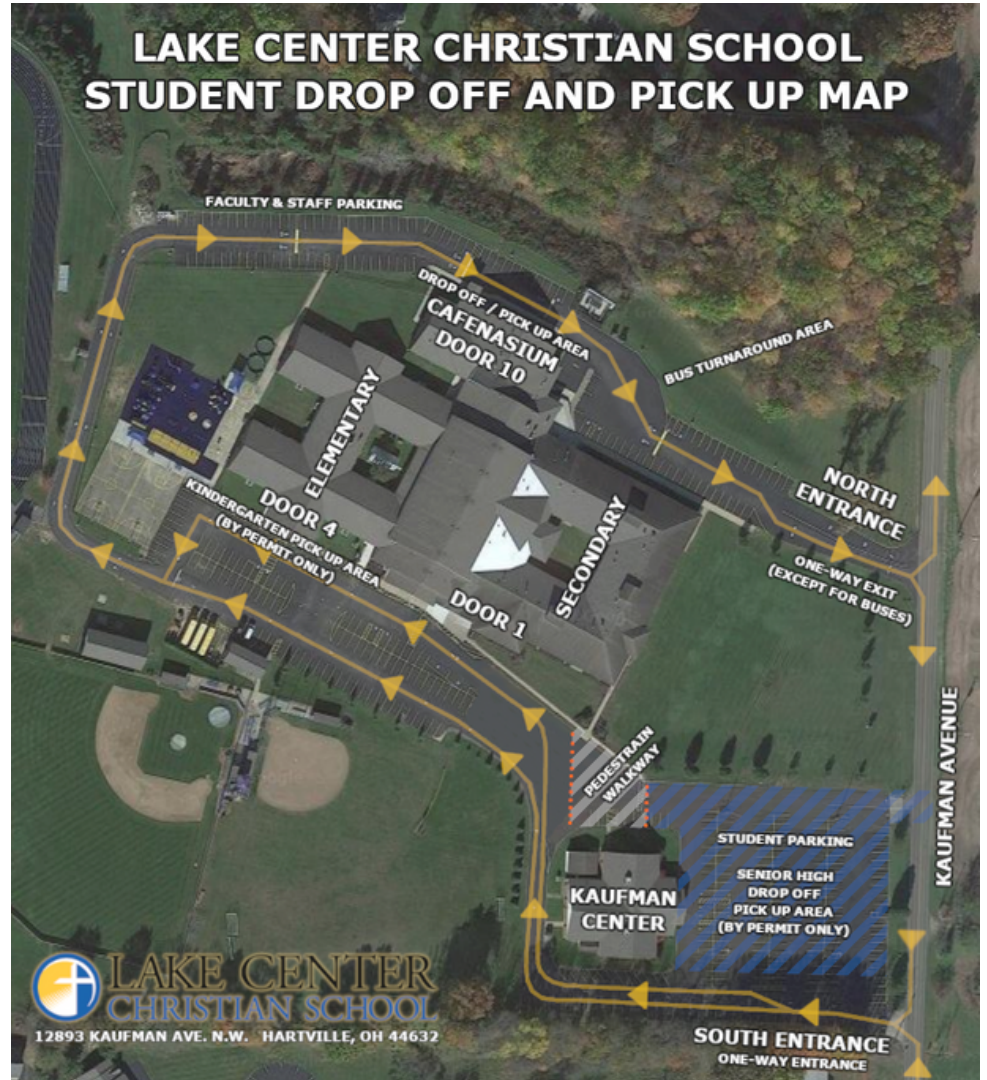 LAKE CENTER CHRISTIAN SCHOOL
STUDENT DROP OFF AND PICK UP MAP
FACULTY & STAFF PARKING
DROP OFF / PICK UP AREA
CAFENASIUM
DOOR 10
BUS TURNAROUND AREA
ELEMENTARY
NORTH
ENTRANCE
DOOR 4
KINDERGARTEN PICK UP AREA
(BY PERMIT ONLY)
SECONDARY
ONE-WAY EXIT
(EXCEPT FOR BUSES)
DOOR 1
KAUFMAN AVENUE
PEDESTRAIN
WALKWAY
STUDENT PARKING
SENIOR HIGH
DROP OFF
PICK UP AREA
(BY PERMIT ONLY)
KAUFMAN
CENTER
LAKE CENTER
CHRISTIAN SCHOOL
12893 KAUFMAN AVE. N.W. HARTVILLE, OH 44632
SOUTH ENTRANCE
ONE-WAY ENTRANCE